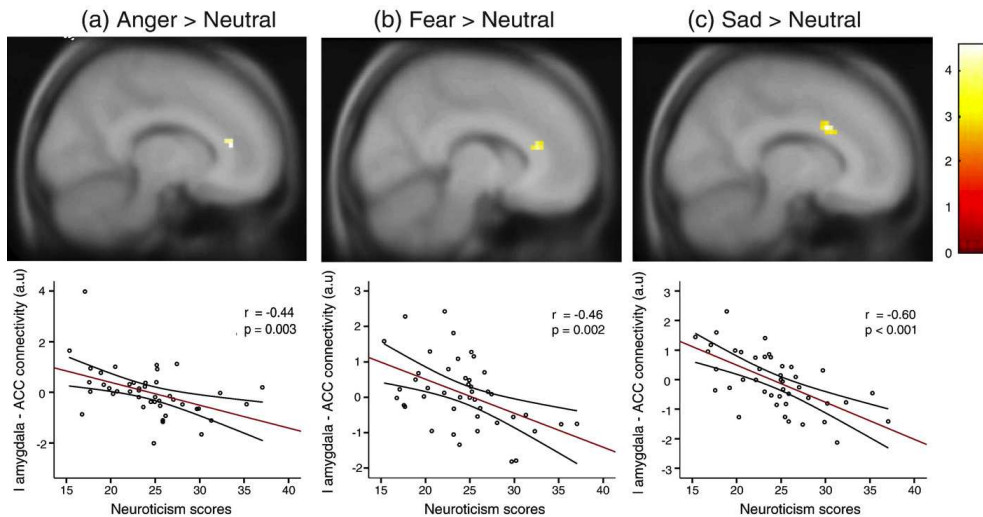 (a) Anger > Neutral
(b) Fear > Neutral
(c) Sad > Neutral
4
3
2
1
0
l amygdala - ACC connectivity (a.u)
4
2
0
-2
r = -0.44
p = 0.003
15 20 25 30 35 40
Neuroticism scores
l amygdala - ACC connectivity (a.u)
3
2
1
0
-1
-2
r = -0.46
p = 0.002
15 20 25 30 35 40
Neuroticism scores
l amygdala - ACC connectivity (a.u)
3
2
1
0
-1
-2
-3
r = -0.60
p < 0.001
15 20 25 30 35 40
Neuroticism scores